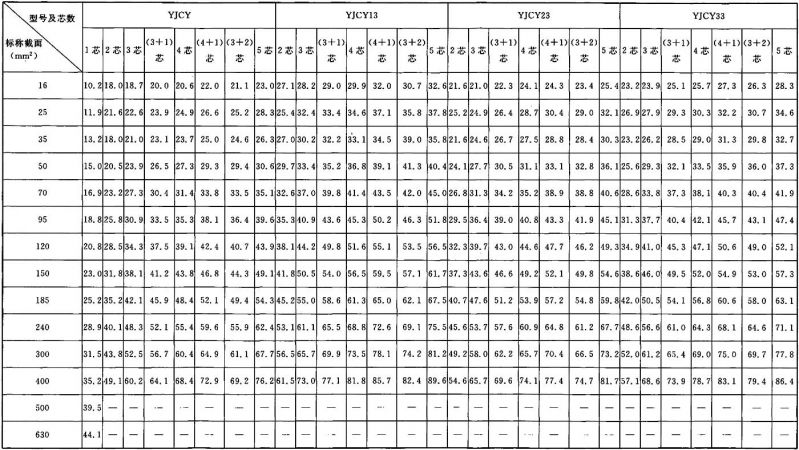 型号及芯数 YJCY YJCY13 YJCY23 YJCY33
标称截面 (mm²) 1芯 2芯 3芯 (3+1)芯 4芯 (4+1)芯 (3+2)芯 5芯 2芯 3芯 (3+1)芯 4芯 (4+1)芯 (3+2)芯 5芯 2芯 3芯 (3+1)芯 4芯 (4+1)芯 (3+2)芯 5芯 2芯 3芯 (3+1)芯 4芯 (4+1)芯 (3+2)芯 5芯
16 10.2 18.0 18.7 20.0 20.6 22.0 21.1 23.0 27.1 28.2 29.0 29.9 32.0 30.7 32.6 21.6 21.0 22.3 24.1 24.3 23.4 25.4 23.2 23.9 25.1 25.7 27.3 26.3 28.3
25 11.9 21.6 22.6 23.9 24.9 26.6 25.2 28.3 25.4 32.4 33.4 34.6 37.1 35.8 37.8 25.2 24.9 26.4 28.7 30.4 29.0 32.1 26.9 27.9 29.3 30.3 32.2 30.7 34.6
35 13.2 18.0 21.0 23.1 23.7 25.0 24.6 26.3 27.0 30.2 32.2 33.1 34.5 39.0 35.8 21.6 24.6 26.7 27.5 28.8 28.4 30.3 23.2 26.2 28.5 29.0 31.3 29.8 32.7
50 15.0 20.5 23.9 26.5 27.3 29.3 29.4 30.6 29.7 33.4 35.2 36.8 39.1 41.3 40.4 24.1 27.7 30.5 31.1 33.1 32.8 36.1 25.6 29.3 32.1 33.5 35.9 36.0 37.3
70 16.9 23.2 27.3 30.4 31.4 33.8 33.5 35.1 32.6 37.0 39.8 41.4 43.5 42.0 45.0 26.8 31.3 34.2 35.2 38.9 38.8 40.6 28.6 33.8 37.3 38.1 40.3 40.4 41.9
95 18.8 25.8 30.9 33.5 35.3 38.1 36.4 39.6 35.3 40.9 43.6 45.3 50.2 46.3 51.8 29.5 36.4 39.0 40.8 43.3 41.9 45.1 31.3 37.7 40.4 42.1 45.7 43.1 47.4
120 20.8 28.5 34.3 37.5 39.1 42.4 40.7 43.9 38.1 44.2 49.8 51.6 55.1 53.5 56.5 32.3 39.7 43.0 44.6 47.7 46.2 49.3 34.9 41.0 45.3 47.1 50.6 49.0 52.1
150 23.0 31.8 38.1 41.2 43.8 46.8 44.3 49.1 41.8 50.5 54.0 56.5 59.5 57.1 61.7 37.3 43.6 46.6 49.2 52.1 49.8 54.6 38.6 46.0 49.5 52.0 54.9 53.0 57.3
185 25.2 35.2 42.1 45.9 48.4 52.1 49.4 54.3 45.2 55.0 58.6 61.3 65.0 62.1 67.5 40.7 47.6 51.2 53.9 57.2 54.8 59.8 42.0 50.5 54.1 56.8 60.6 58.0 63.1
240 28.9 40.1 48.3 52.1 55.4 59.6 55.9 62.4 53.1 61.1 65.5 68.8 72.6 69.1 75.5 45.6 53.7 57.6 60.9 64.8 61.2 67.7 48.6 56.6 61.0 64.3 68.1 64.6 71.1
300 31.5 43.8 52.5 56.7 60.4 64.9 61.1 67.7 56.5 65.7 69.9 73.5 78.1 74.2 81.2 49.2 58.0 62.2 65.7 70.4 66.5 73.2 52.0 61.2 65.4 69.0 75.0 69.7 77.8
400 35.2 49.1 60.2 64.1 68.4 72.9 69.2 76.2 61.5 73.0 77.1 81.8 85.7 82.4 89.6 54.6 65.7 69.6 74.1 77.4 74.7 81.7 57.1 68.6 73.9 78.7 83.1 79.4 86.4
500 39.5 — — — — — — — — — — — — — — — — — — — — — — — — — — — —
630 44.1 — — — — — — — — — — — — — — — — — — — — — — — — — — — —